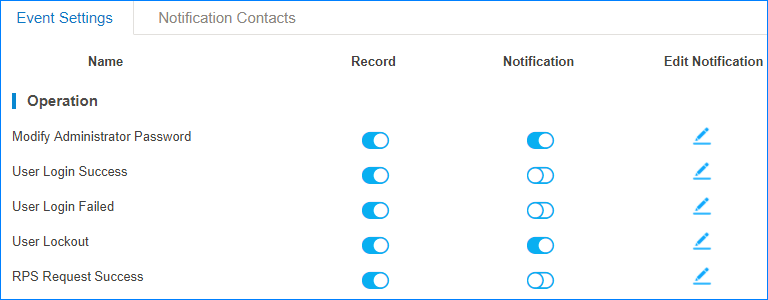 Event Settings Notification Contacts
Name Record Notification Edit Notification
Operation
Modify Administrator Password
User Login Success
User Login Failed
User Lockout
RPS Request Success